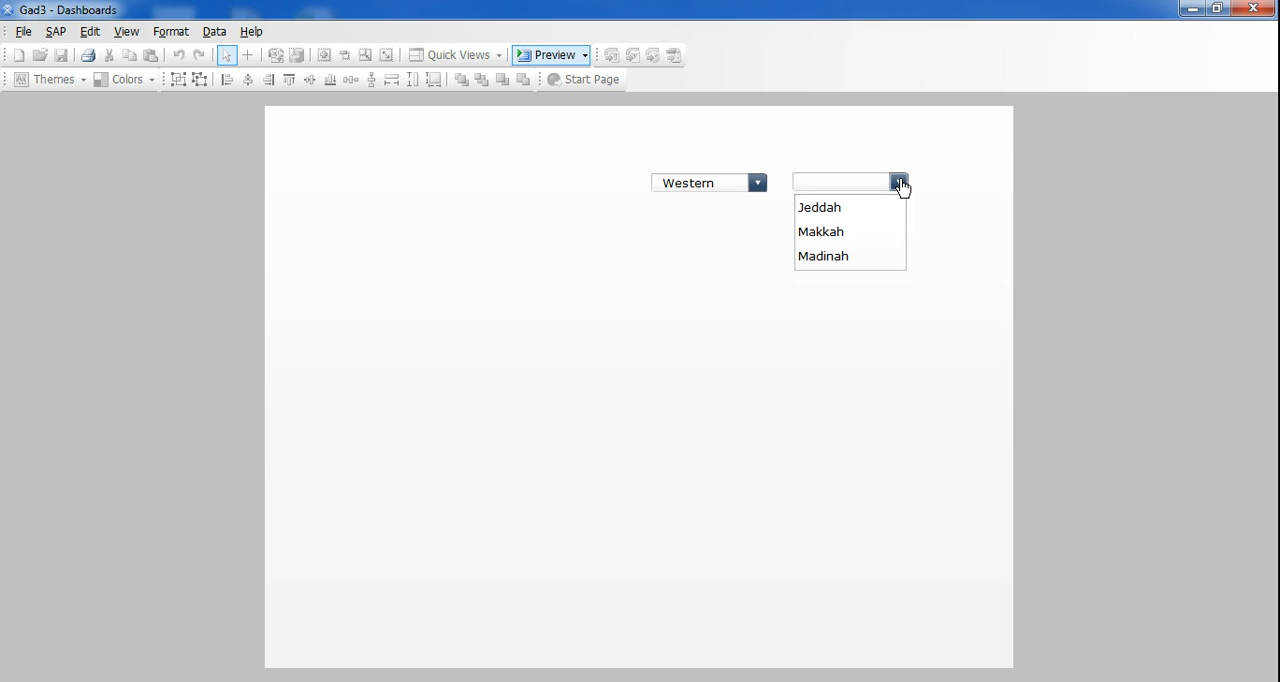 Gad3 - Dashboards
File SAP Edit View Format Data Help
Quick Views Preview
Themes Colors Start Page
Western
Jeddah
Makkah
Madinah